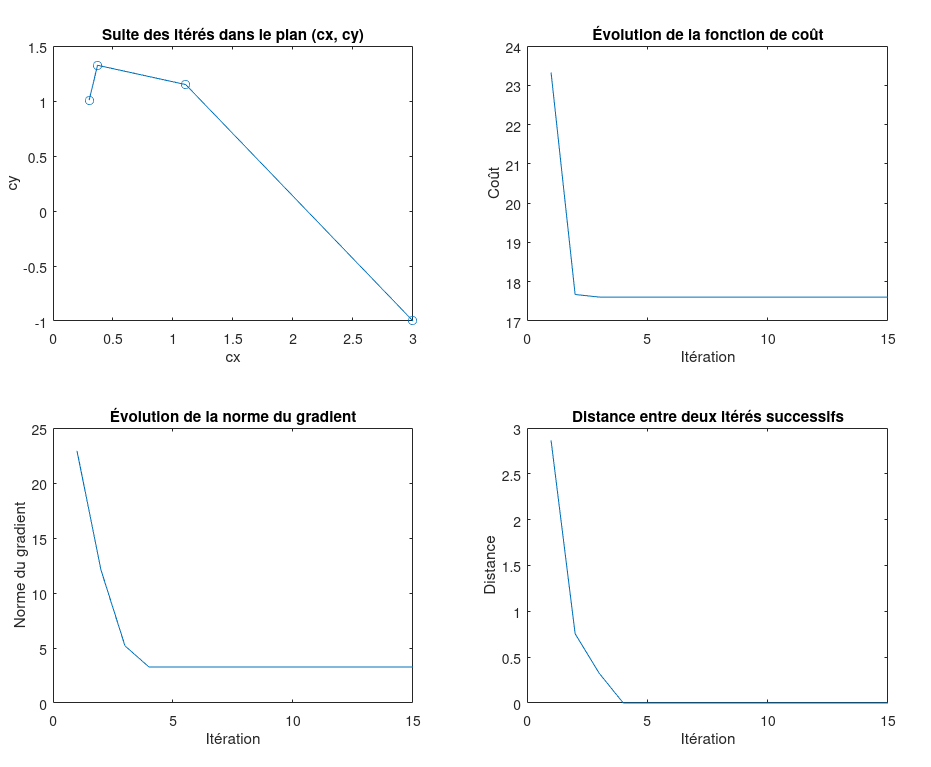 Suite des itérés dans le plan (cx, cy)
1.5
1
0.5
0
-0.5
-1
cy
0 0.5 1 1.5 2 2.5 3
cx
Évolution de la fonction de coût
24
23
22
21
20
19
18
17
Coût
0 5 10 15
Itération
Évolution de la norme du gradient
25
20
15
10
5
0
Norme du gradient
0 5 10 15
Itération
Distance entre deux itérés successifs
3
2.5
2
1.5
1
0.5
0
Distance
0 5 10 15
Itération